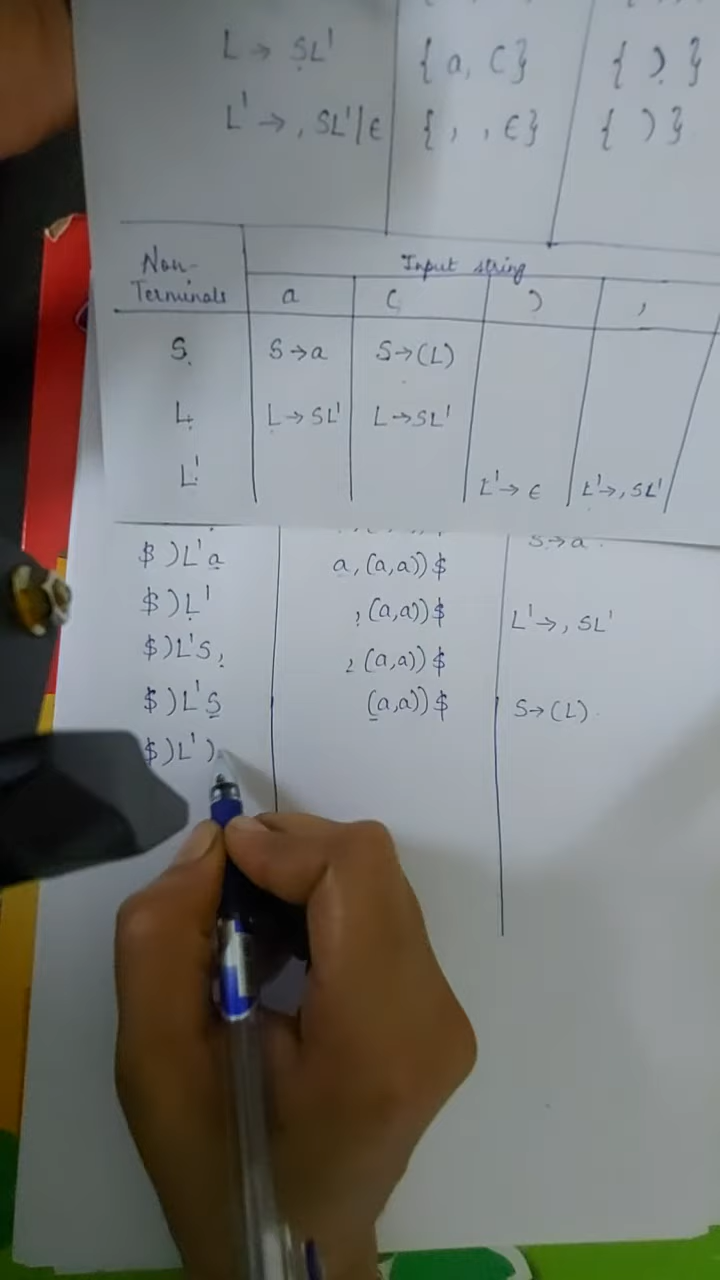 L → SL' { a, ( } { ) }
L' → , SL' | ϵ { , , ϵ } { ) }
Non-Terminals Input string
a ( ) ,
S S → a S → (L)
L L → SL' L → SL'
L' L' → ϵ L' → , SL'
S → a
$ ) L' a a , (a,a)) $
$ ) L' , (a,a)) $ L' → , SL'
$ ) L' S , , (a,a)) $
$ ) L' S (a,a)) $ S → (L)
$ ) L' )